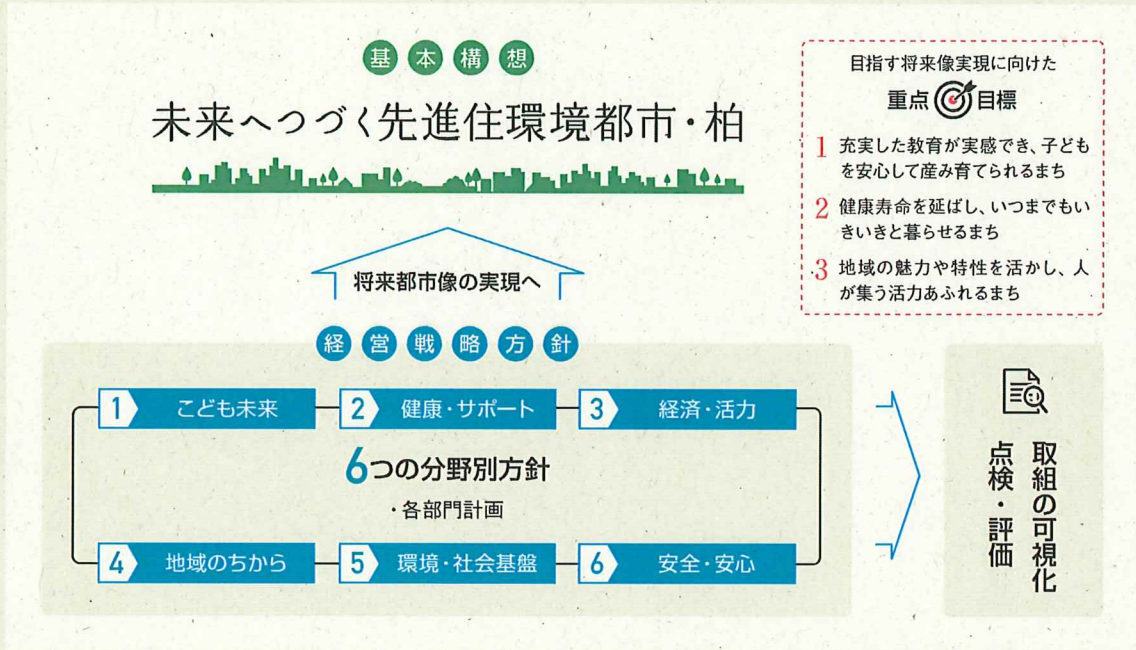 基本構想
未来へつづく先進住環境都市・柏
目指す将来像実現に向けた
重点目標
1 充実した教育が実感でき、子ども
を安心して産み育てられるまち
2 健康寿命を延ばし、いつまでもい
きいきと暮らせるまち
3 地域の魅力や特性を活かし、人
が集う活力あふれるまち
将来都市像の実現へ
経営戦略方針
1 こども未来
2 健康・サポート
3 経済・活力
6つの分野別方針
・各部門計画
4 地域のちから
5 環境・社会基盤
6 安全・安心
取組の可視化
点検・評価